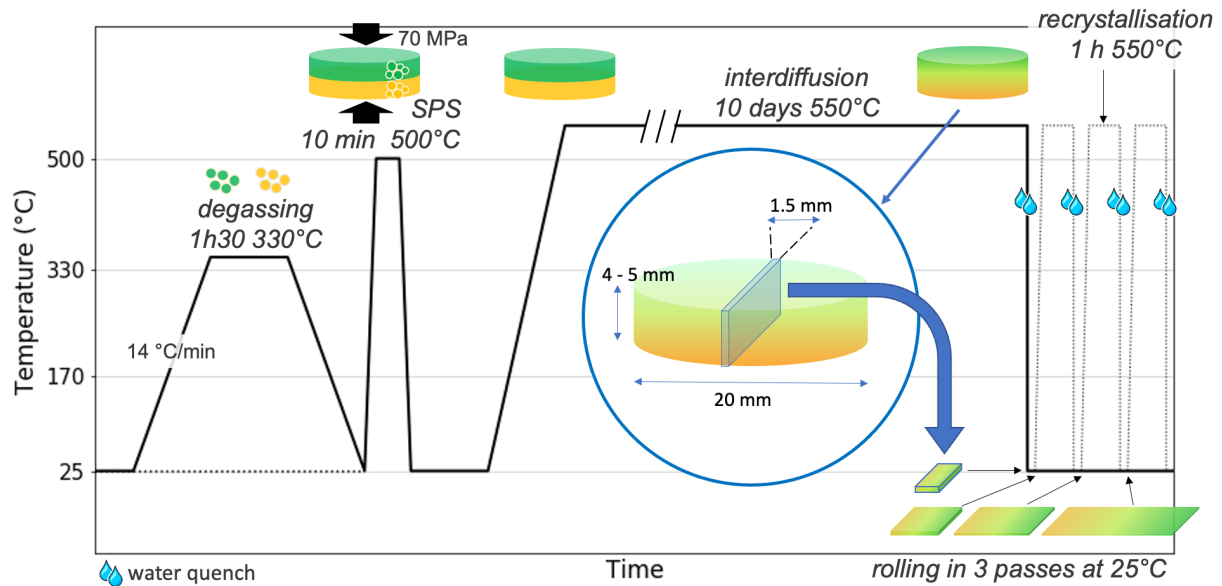 recrystallisation
1 h 550°C
70 MPa
SPS
10 min 500°C
interdiffusion
10 days 550°C
degassing
1h30 330°C
14 °C/min
1.5 mm
4 - 5 mm
20 mm
Temperature (°C)
500
330
170
25
Time
rolling in 3 passes at 25°C
water quench